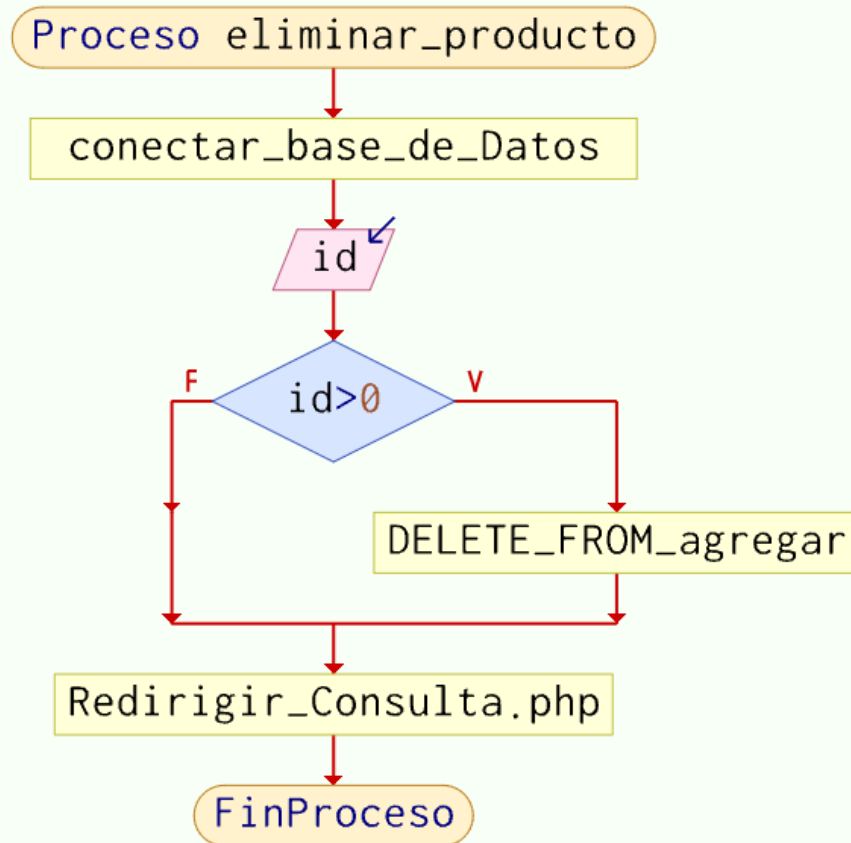 Proceso eliminar_producto
conectar_base_de_Datos
id
F
id>0
V
DELETE_FROM_agregar
Redirigir_Consulta.php
FinProceso